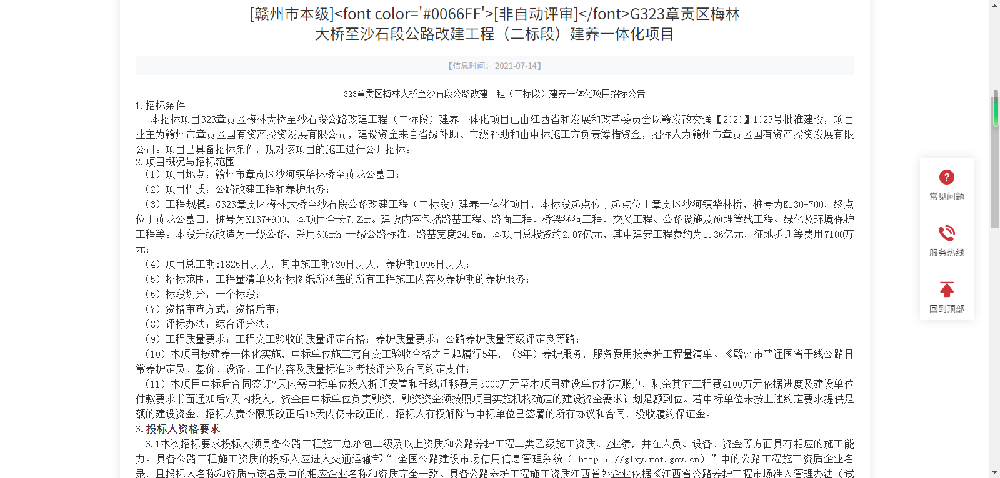 [赣州市本级]<font color='#0066FF'>[非自动评审]</font>G323章贡区梅林
大桥至沙石段公路改建工程（二标段）建养一体化项目
【信息时间： 2021-07-14】
323章贡区梅林大桥至沙石段公路改建工程（二标段）建养一体化项目招标公告
1.招标条件
本招标项目323章贡区梅林大桥至沙石段公路改建工程（二标段）建养一体化项目已由江西省和发展和改革委员会以赣发改交通【2020】1023号批准建设，项目
业主为赣州市章贡区国有资产投资发展有限公司，建设资金来自省级补助、市级补助和由中标施工方负责筹措资金，招标人为赣州市章贡区国有资产投资发展有限
公司。项目已具备招标条件，现对该项目的施工进行公开招标。
2.项目概况与招标范围
（1）项目地点：赣州市章贡区沙河镇华林桥至黄龙公墓口；
（2）项目性质：公路改建工程和养护服务；
（3）工程规模：G323章贡区梅林大桥至沙石段公路改建工程（二标段）建养一体化项目，本标段起点位于起点位于章贡区沙河镇华林桥，桩号为K130+700，终点
位于黄龙公墓口，桩号为K137+900，本项目全长7.2km。建设内容包括路基工程、路面工程、桥梁涵洞工程、交叉工程、公路设施及预埋管线工程、绿化及环境保护
工程等。本段升级改造为一级公路，采用60kmh 一级公路标准，路基宽度24.5m，本项目总投资约2.07亿元，其中建安工程费约为1.36亿元，征地拆迁等费用7100万
元；
（4）项目总工期:1826日历天，其中施工期730日历天，养护期1096日历天；
（5）招标范围：工程量清单及招标图纸所涵盖的所有工程施工内容及养护期的养护服务；
（6）标段划分：一个标段；
（7）资格审查方式：资格后审；
（8）评标办法：综合评分法；
（9）工程质量要求：工程交工验收的质量评定合格；养护质量要求：公路养护质量等级评定良等路；
（10）本项目按建养一体化实施，中标单位施工完自交工验收合格之日起履行5年，（3年）养护服务，服务费用按养护工程量清单、《赣州市普通国省干线公路日
常养护定员、基价、设备、工作内容及质量标准》考核评分及合同约定支付；
（11）本项目中标后合同签订7天内需中标单位投入拆迁安置和杆线迁移费用3000万元至本项目建设单位指定账户，剩余其它工程费4100万元依据进度及建设单位
付款要求书面通知后7天内投入，资金由中标单位负责融资，融资资金须按照项目实施机构确定的建设资金需求计划足额到位。若中标单位未按上述约定要求提供足
额的建设资金，招标人责令限期改正后15天内仍未改正的，招标人有权解除与中标单位已签署的所有协议和合同，没收履约保证金。
3.投标人资格要求
3.1本次招标要求投标人须具备公路工程施工总承包二级及以上资质和公路养护工程二类乙级施工资质、/业绩，并在人员、设备、资金等方面具有相应的施工能
力。具备公路工程施工资质的投标人应进入交通运输部“ 全国公路建设市场信用信息管理系统（ http ：//glxy.mot.gov.cn）”中的公路工程施工资质企业名
录，且投标人名称和资质与该名录中的相应企业名称和资质完全一致。具备公路养护工程施工资质江西省外企业依据《江西省公路养护工程市场准入管理办法（试
常见问题
服务热线
回到顶部